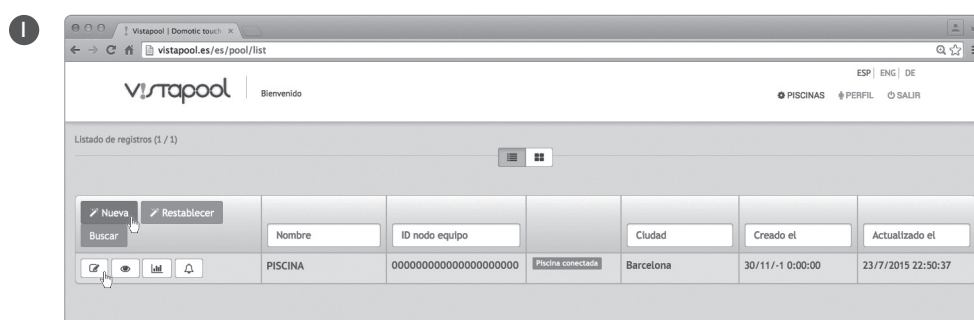 I
Vistapool | Domotic touch ×
vistapool.es/es/pool/list
ESP | ENG | DE
v!stapool Bienvenido
PISCINAS PERFIL SALIR
Listado de registros (1 / 1)
Nueva Restablecer
Buscar Nombre ID nodo equipo Ciudad Creado el Actualizado el
PISCINA 00000000000000000000 Piscina conectada Barcelona 30/11/-1 0:00:00 23/7/2015 22:50:37